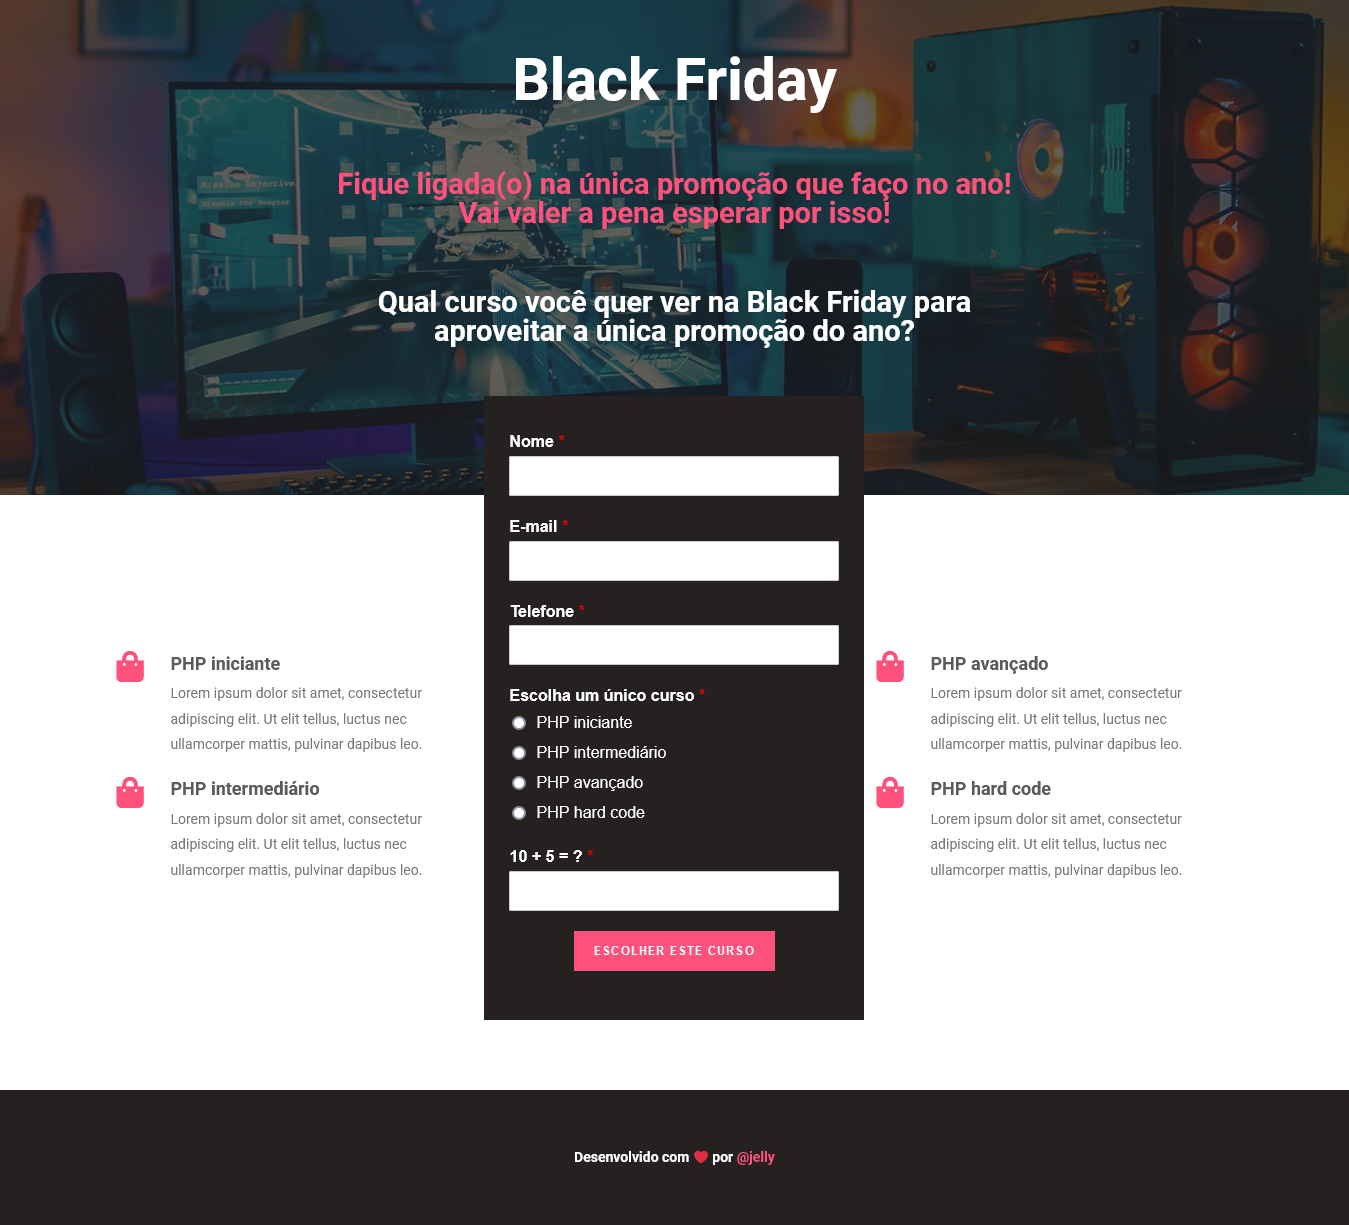 Black Friday
Mission Objective
Disable the Reactor
Fique ligada(o) na única promoção que faço no ano!
Vai valer a pena esperar por isso!
Qual curso você quer ver na Black Friday para
aproveitar a única promoção do ano?
Nome *
E-mail *
Telefone *
Escolha um único curso *
PHP iniciante
PHP intermediário
PHP avançado
PHP hard code
10 + 5 = ? *
ESCOLHER ESTE CURSO
PHP iniciante
Lorem ipsum dolor sit amet, consectetur
adipiscing elit. Ut elit tellus, luctus nec
ullamcorper mattis, pulvinar dapibus leo.
PHP intermediário
Lorem ipsum dolor sit amet, consectetur
adipiscing elit. Ut elit tellus, luctus nec
ullamcorper mattis, pulvinar dapibus leo.
PHP avançado
Lorem ipsum dolor sit amet, consectetur
adipiscing elit. Ut elit tellus, luctus nec
ullamcorper mattis, pulvinar dapibus leo.
PHP hard code
Lorem ipsum dolor sit amet, consectetur
adipiscing elit. Ut elit tellus, luctus nec
ullamcorper mattis, pulvinar dapibus leo.
Desenvolvido com ❤ por @jelly